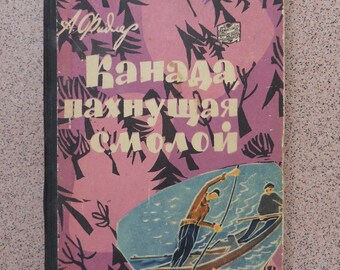 А. Фидлер
Канада
пахнущая
смолой